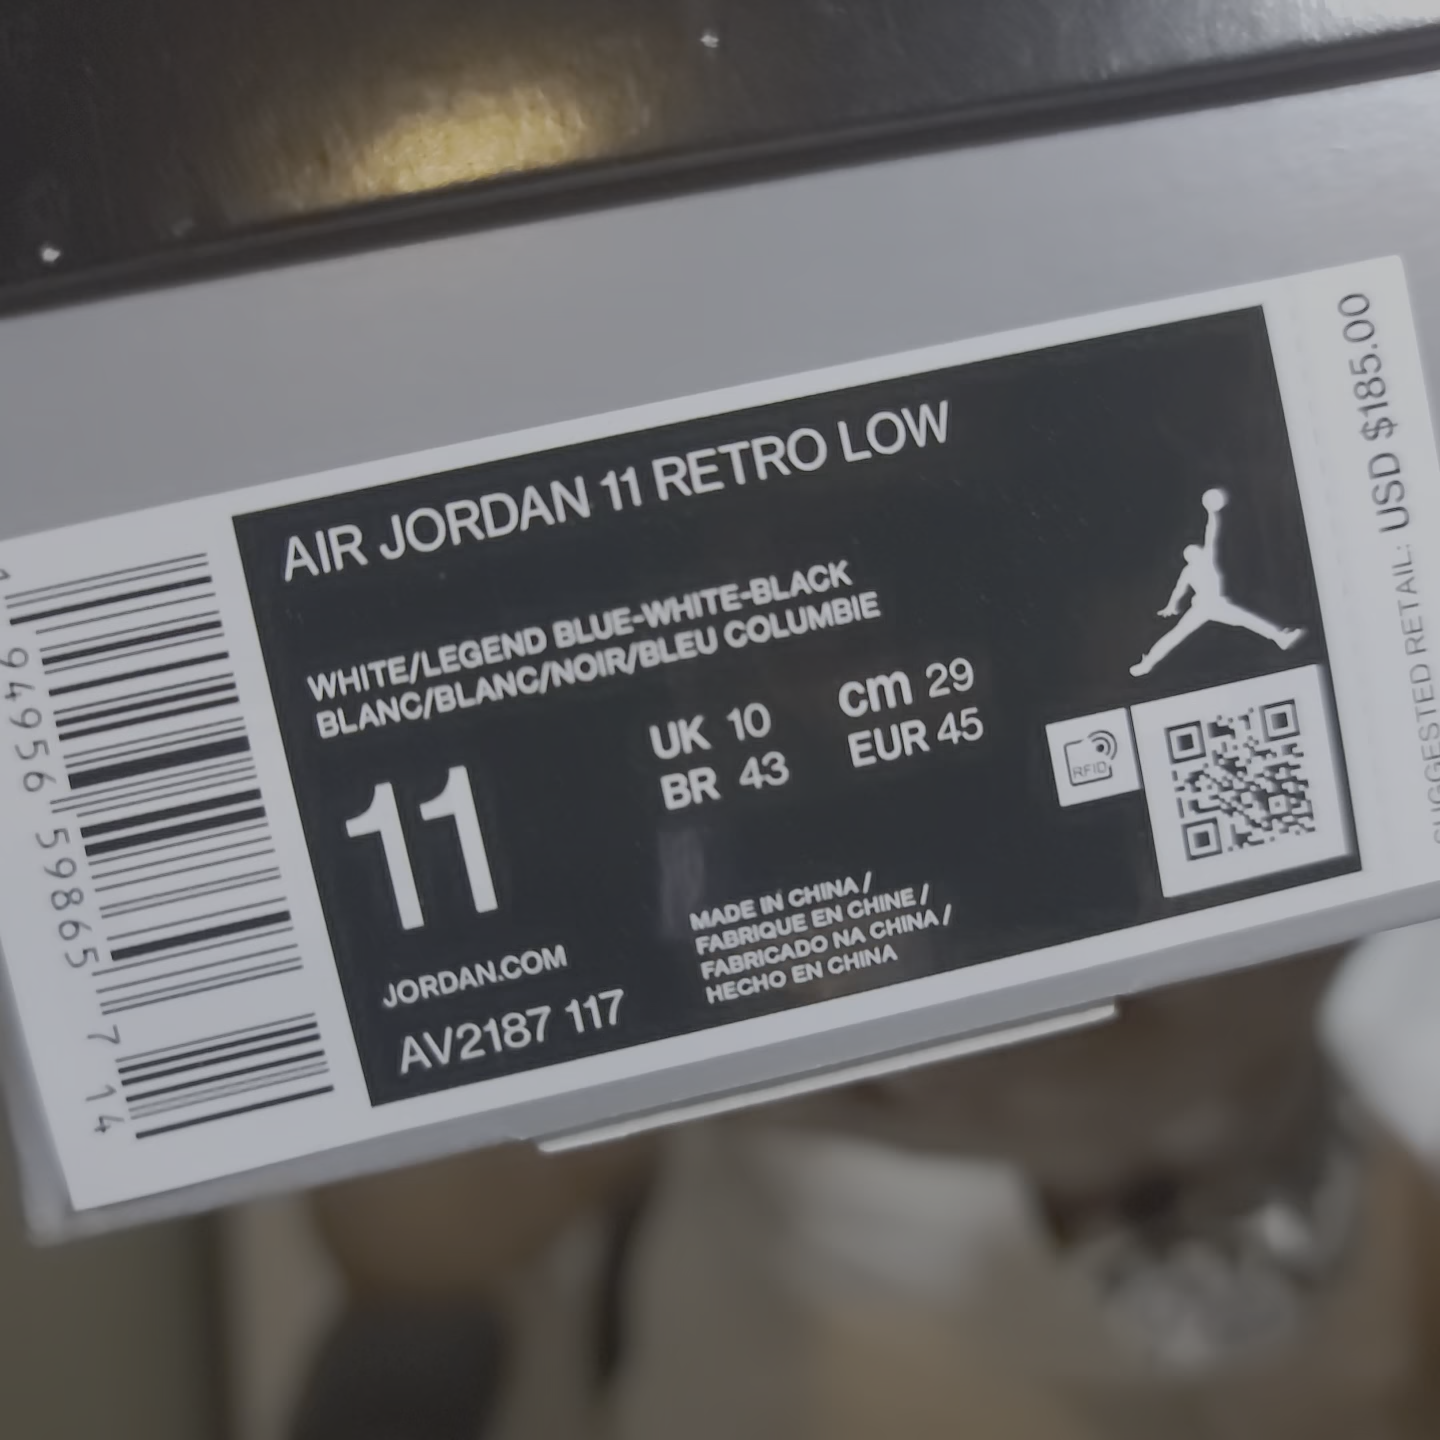 AIR JORDAN 11 RETRO LOW
WHITE/LEGEND BLUE-WHITE-BLACK
BLANC/BLANC/NOIR/BLEU COLUMBIE
11
UK 10
BR 43
cm 29
EUR 45
RFID
MADE IN CHINA /
FABRIQUE EN CHINE /
FABRICADO NA CHINA /
HECHO EN CHINA
JORDAN.COM
AV2187 117
1 94956 59865 7 14
SUGGESTED RETAIL: USD $185.00